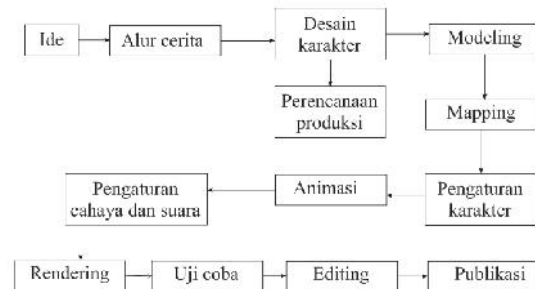 Ide
Alur cerita
Desain
karakter
Modeling
Perencanaan
produksi
Mapping
Pengaturan
karakter
Animasi
Pengaturan
cahaya dan suara
Rendering
Uji coba
Editing
Publikasi